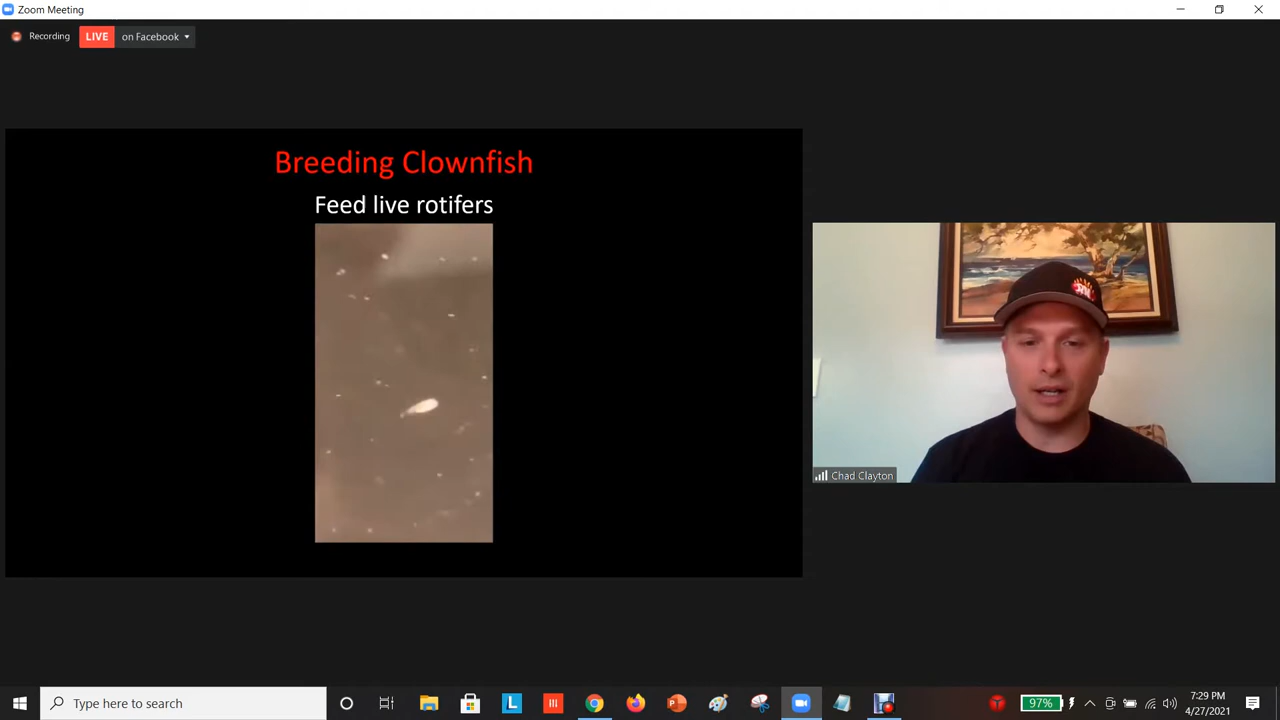 Zoom Meeting
Recording
LIVE
on Facebook
Breeding Clownfish
Feed live rotifers
Chad Clayton
Type here to search
97%
7:29 PM
4/27/2021